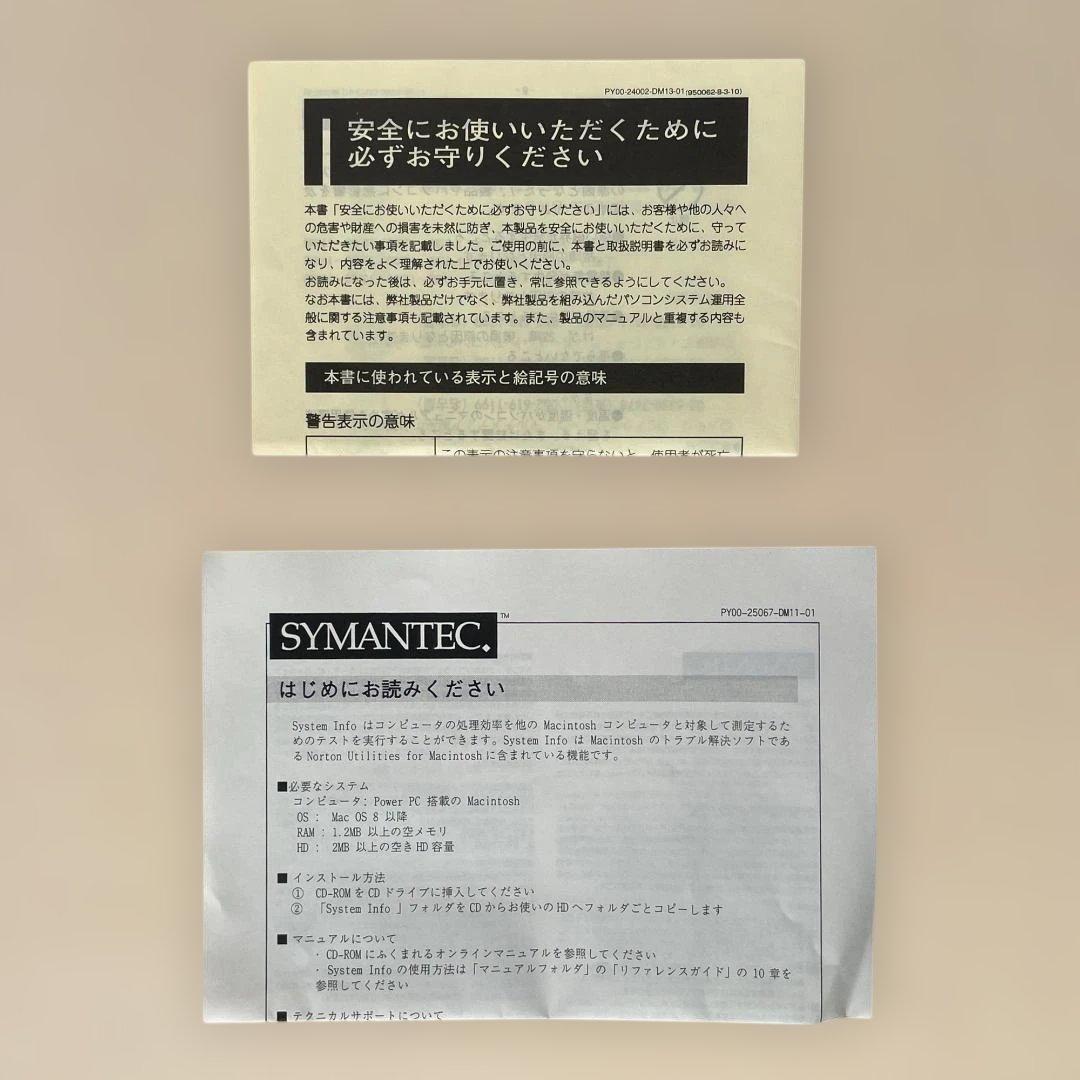 PY00-24002-DM13-01(950062-8-3-10)
安全にお使いいただくために
必ずお守りください
本書「安全にお使いいただくために必ずお守りください」には、お客様や他の人々へ
の危害や財産への損害を未然に防ぎ、本製品を安全にお使いいただくために、守って
いただきたい事項を記載しました。ご使用の前に、本書と取扱説明書を必ずお読みに
なり、内容をよく理解された上でお使いください。
お読みになった後は、必ずお手元に置き、常に参照できるようにしてください。
なお本書には、弊社製品だけでなく、弊社製品を組み込んだパソコンシステム運用全
般に関する注意事項も記載されています。また、製品のマニュアルと重複する内容も
含まれています。
本書に使われている表示と絵記号の意味
警告表示の意味
この表示の注意事項を守らないと、使用者が死亡
PY00-25067-DM11-01
SYMANTEC.™
はじめにお読みください
System Info はコンピュータの処理効率を他の Macintosh コンピュータと対象して測定するた
めのテストを実行することができます。System Info は Macintosh のトラブル解決ソフトであ
る Norton Utilities for Macintosh に含まれている機能です。
■必要なシステム
コンピュータ: Power PC 搭載の Macintosh
OS : Mac OS 8 以降
RAM : 1.2MB 以上の空メモリ
HD : 2MB 以上の空き HD 容量
■ インストール方法
① CD-ROM を CD ドライブに挿入してください
② 「System Info 」フォルダを CD からお使いの HD へフォルダごとコピーします
■ マニュアルについて
・CD-ROM にふくまれるオンラインマニュアルを参照してください
・System Info の使用方法は「マニュアルフォルダ」の「リファレンスガイド」の 10 章を
参照してください
■ テクニカルサポートについて